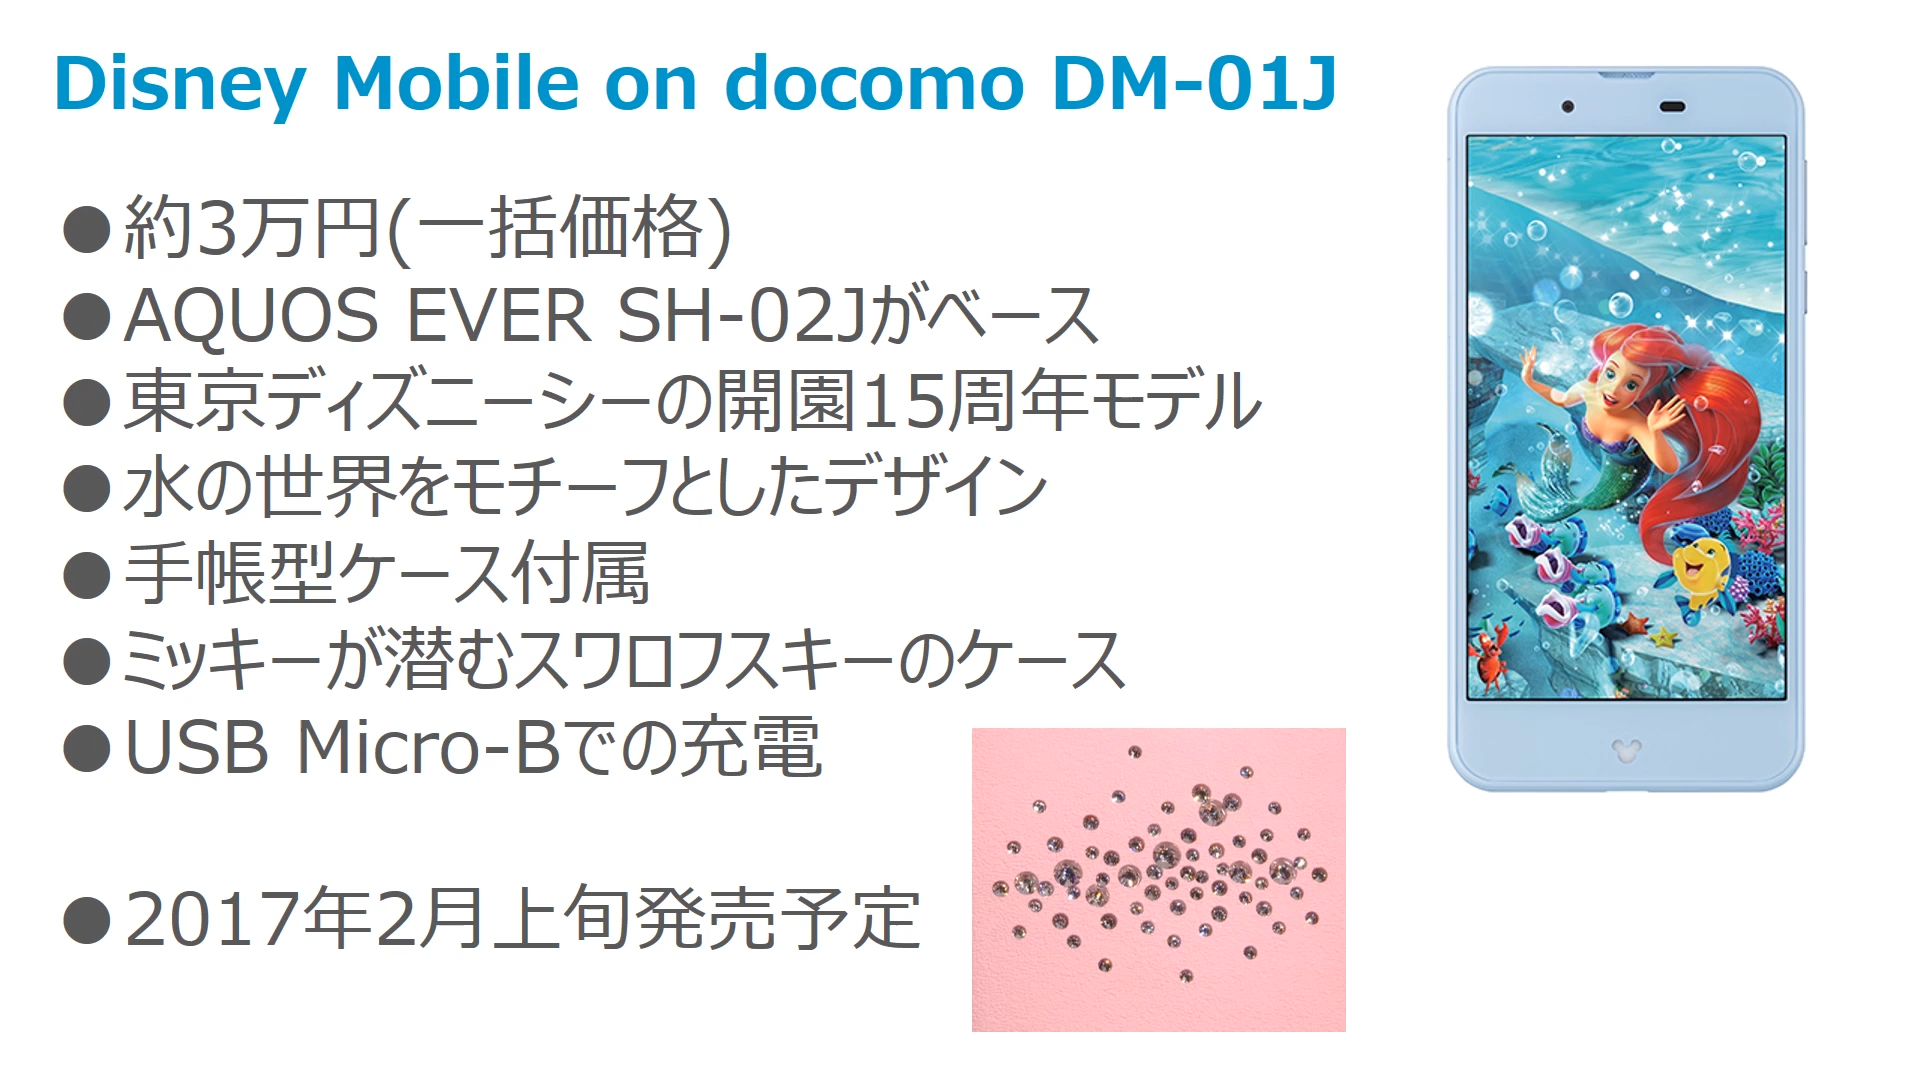 Disney Mobile on docomo DM-01J
●約3万円(一括価格)
●AQUOS EVER SH-02Jがベース
●東京ディズニーシーの開園15周年モデル
●水の世界をモチーフとしたデザイン
●手帳型ケース付属
●ミッキーが潜むスワロフスキーのケース
●USB Micro-Bでの充電
●2017年2月上旬発売予定